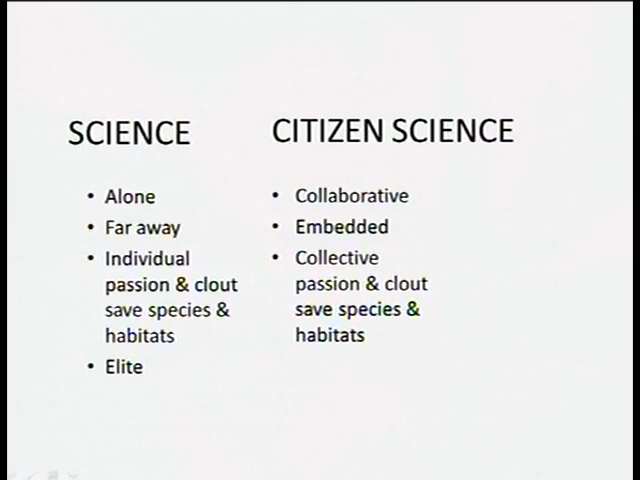 SCIENCE
• Alone
• Far away
• Individual
passion & clout
save species &
habitats
• Elite
CITIZEN SCIENCE
• Collaborative
• Embedded
• Collective
passion & clout
save species &
habitats